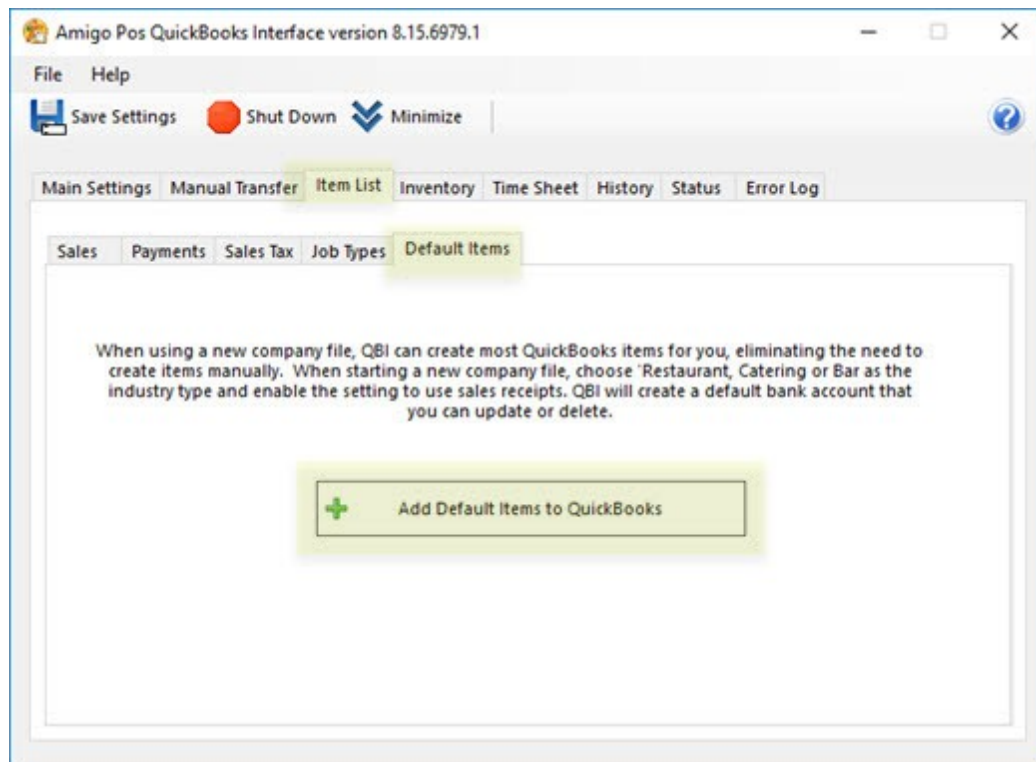 Amigo Pos QuickBooks Interface version 8.15.6979.1
File Help
Save Settings Shut Down Minimize
Main Settings Manual Transfer Item List Inventory Time Sheet History Status Error Log
Sales Payments Sales Tax Job Types Default Items
When using a new company file, QBI can create most QuickBooks items for you, eliminating the need to
create items manually. When starting a new company file, choose 'Restaurant, Catering or Bar as the
industry type and enable the setting to use sales receipts. QBI will create a default bank account that
you can update or delete.
Add Default Items to QuickBooks